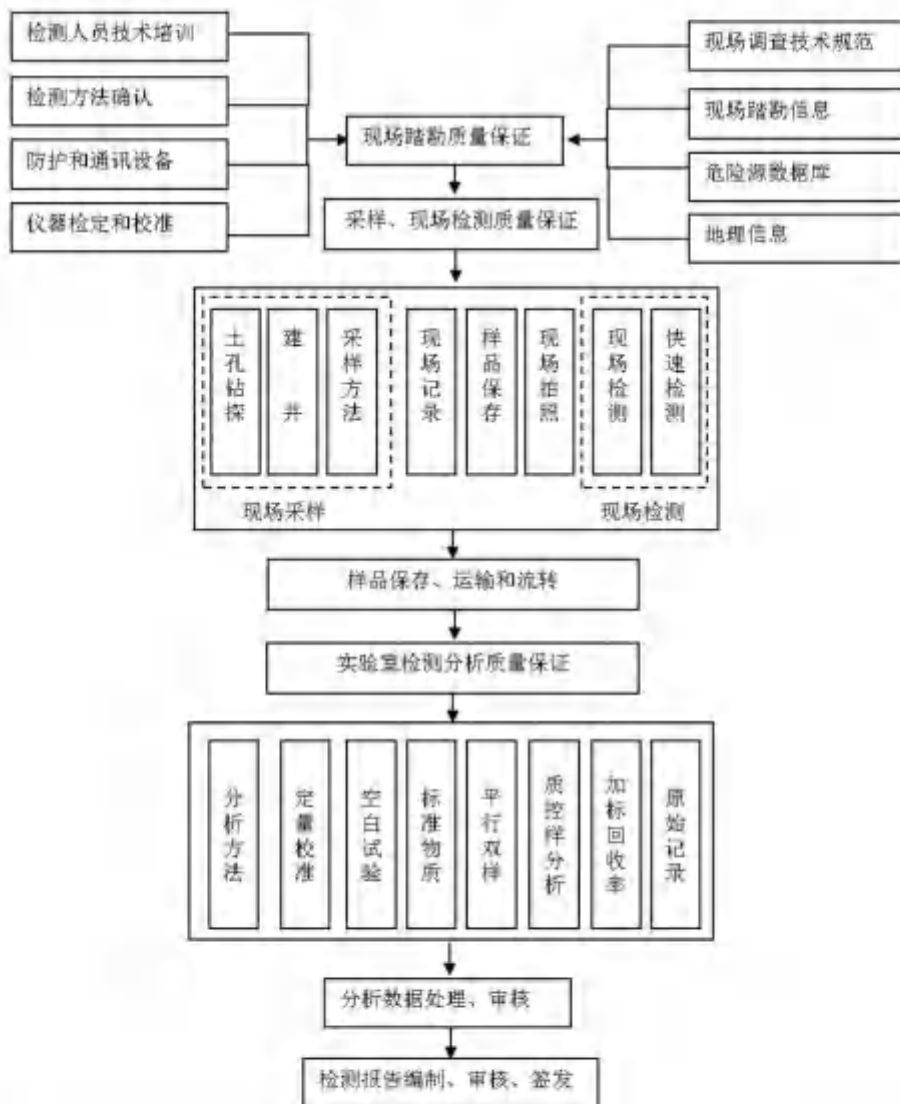 检测人员技术培训
检测方法确认
防护和通讯设备
仪器检定和校准
现场调查技术规范
现场踏勘信息
危险源数据库
地理信息
现场踏勘质量保证
采样、现场检测质量保证
土孔钻探
建井
采样方法
现场记录
样品保存
现场拍照
现场检测
快速检测
现场采样
现场检测
样品保存、运输和流转
实验室检测分析质量保证
分析方法
定量校准
空白试验
标准物质
平行双样
质控样分析
加标回收率
原始记录
分析数据处理、审核
检测报告编制、审核、签发